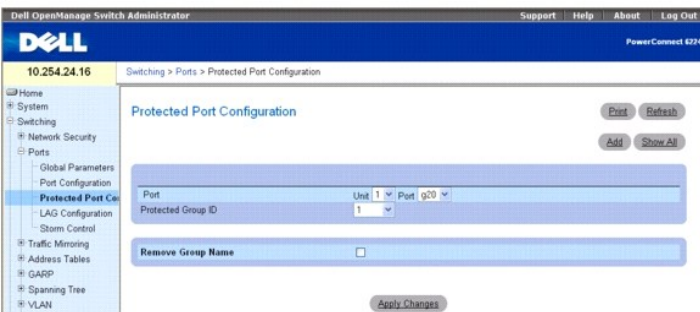 Dell OpenManage Switch Administrator
Support Help About Log Out
DELL
PowerConnect 6224
10.254.24.16
Switching > Ports > Protected Port Configuration
Home
System
Switching
Network Security
Ports
Global Parameters
Port Configuration
Protected Port Co
LAG Configuration
Storm Control
Traffic Mirroring
Address Tables
GARP
Spanning Tree
VLAN
Protected Port Configuration
Print Refresh
Add Show All
Port Unit 1 Port g20
Protected Group ID 1
Remove Group Name
Apply Changes